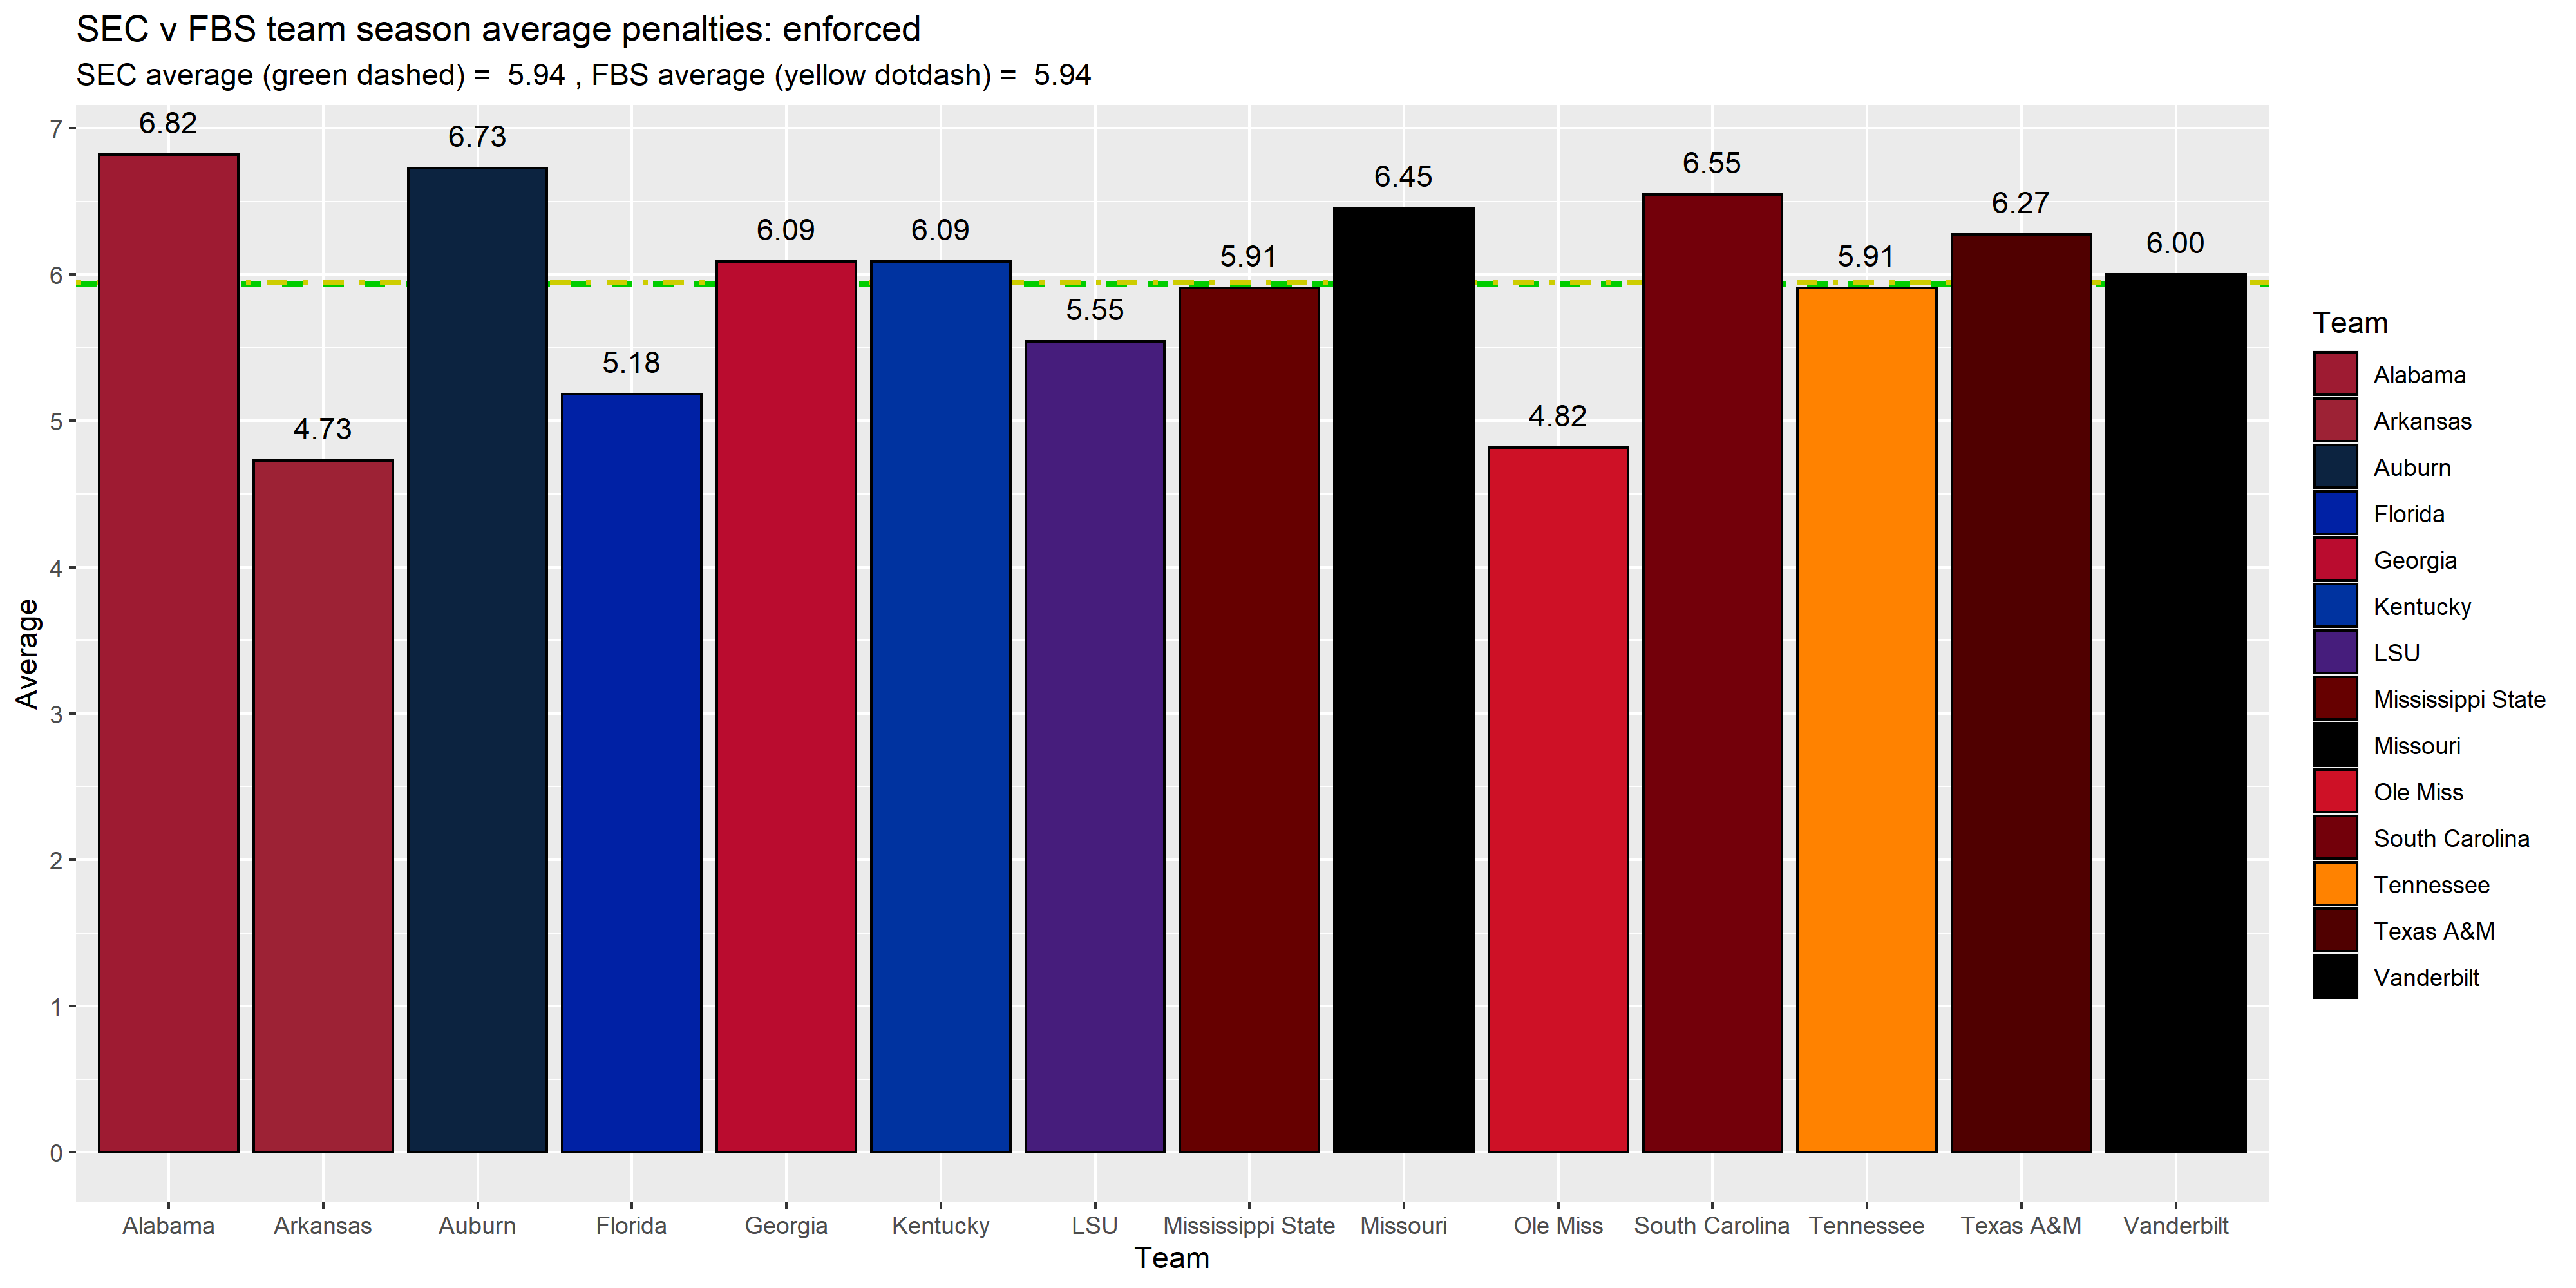 SEC v FBS team season average penalties: enforced
SEC average (green dashed) =  5.94 , FBS average (yellow dotdash) =  5.94
7
6
5
4
3
2
1
0
Average
6.82
4.73
6.73
5.18
6.09
6.09
5.55
5.91
6.45
4.82
6.55
5.91
6.27
6.00
Alabama
Arkansas
Auburn
Florida
Georgia
Kentucky
LSU
Mississippi State
Missouri
Ole Miss
South Carolina
Tennessee
Texas A&M
Vanderbilt
Team
Team
Alabama
Arkansas
Auburn
Florida
Georgia
Kentucky
LSU
Mississippi State
Missouri
Ole Miss
South Carolina
Tennessee
Texas A&M
Vanderbilt